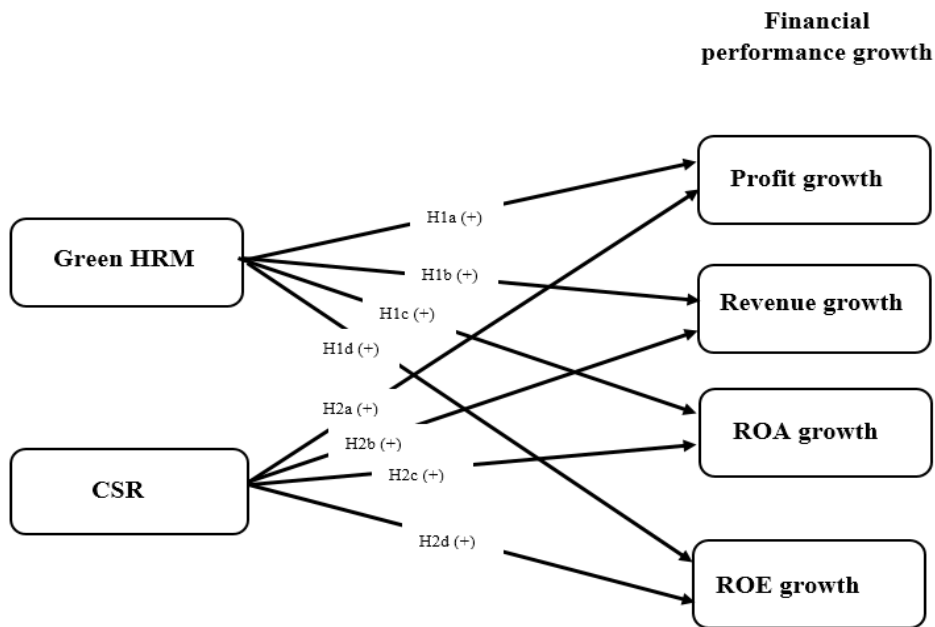 Financial
performance growth
Profit growth
H1a (+)
Green HRM
H1b (+)
Revenue growth
H1c (+)
H1d (+)
H2a (+)
ROA growth
H2b (+)
H2c (+)
CSR
H2d (+)
ROE growth